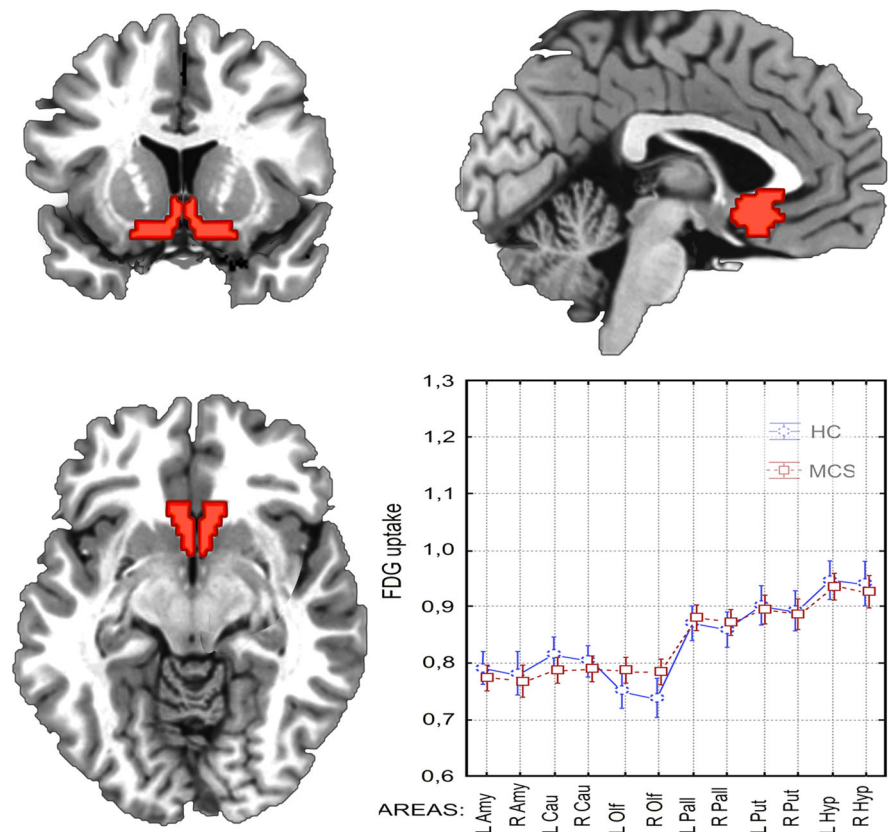 1,3
1,2
1,1
1,0
0,9
0,8
0,7
0,6
FDG uptake
HC
MCS
AREAS:
L Amy
R Amy
L Cau
R Cau
L Olf
R Olf
L Pall
R Pall
L Put
R Put
L Hyp
R Hyp